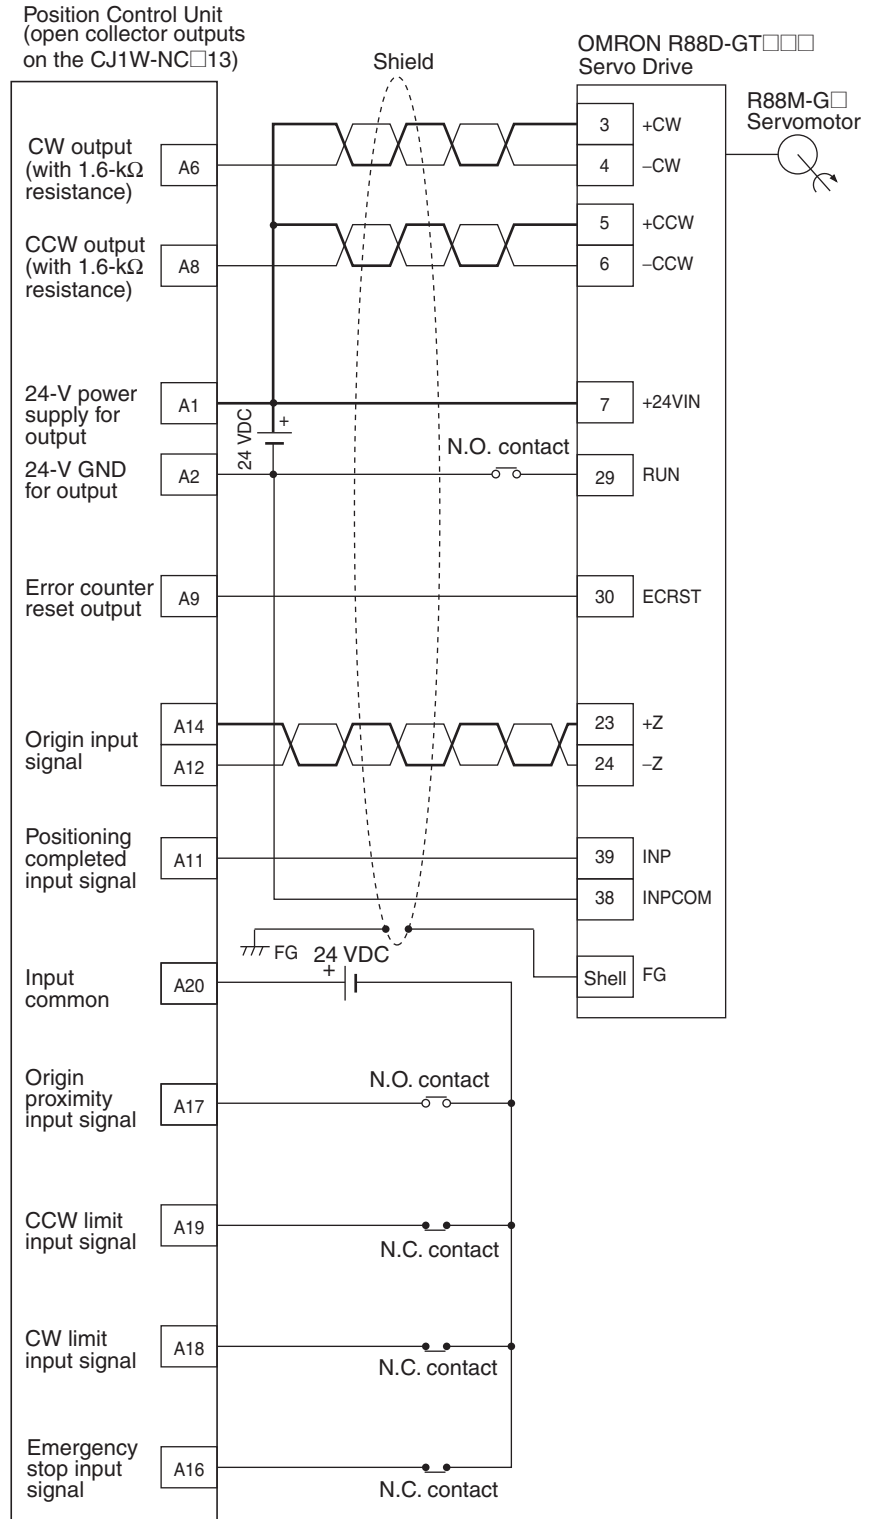 Position Control Unit
(open collector outputs
on the CJ1W-NC□13)
Shield
OMRON R88D-GT□□□
Servo Drive
R88M-G□
Servomotor
CW output
(with 1.6-kΩ
resistance)
A6
3
+CW
4
−CW
CCW output
(with 1.6-kΩ
resistance)
A8
5
+CCW
6
−CCW
24-V power
supply for
output
A1
7
+24VIN
24 VDC
+
24-V GND
for output
A2
N.O. contact
29
RUN
Error counter
reset output
A9
30
ECRST
Origin input
signal
A14
A12
23
+Z
24
−Z
Positioning
completed
input signal
A11
39
INP
38
INPCOM
FG
24 VDC
+
Shell
FG
Input
common
A20
Origin
proximity
input signal
A17
N.O. contact
CCW limit
input signal
A19
N.C. contact
CW limit
input signal
A18
N.C. contact
Emergency
stop input
signal
A16
N.C. contact